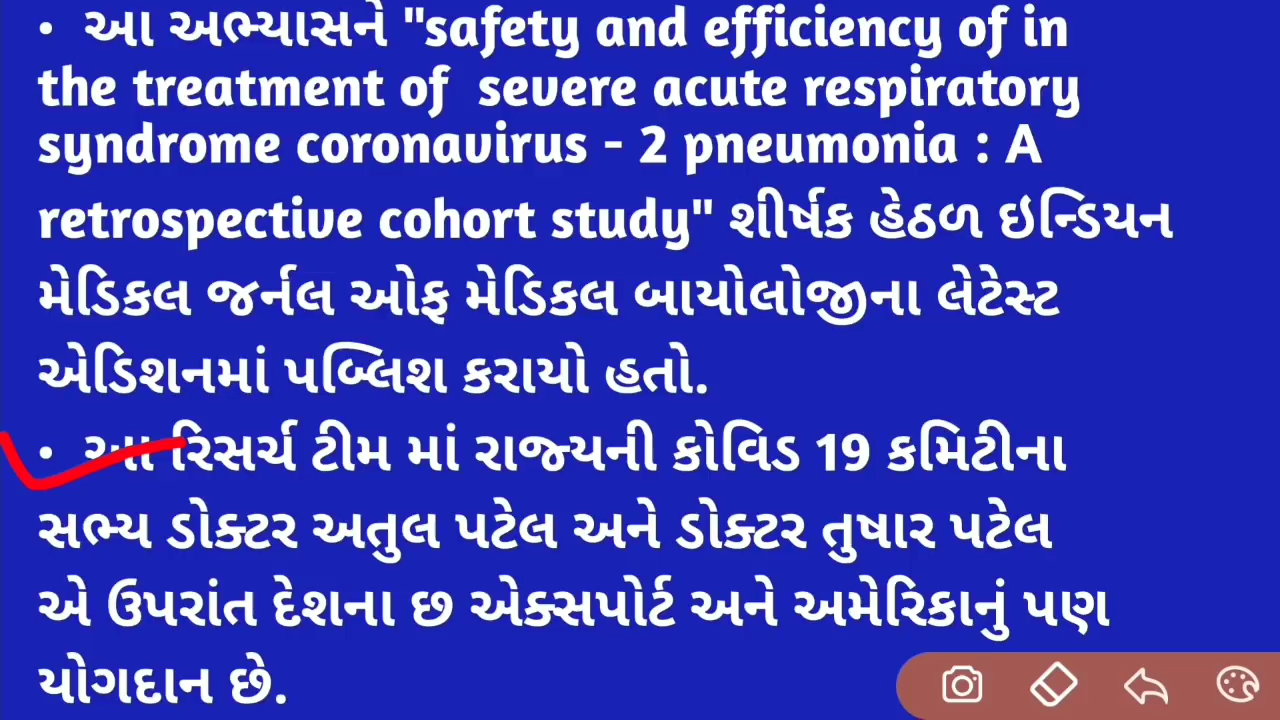 • આ અભ્યાસને "safety and efficiency of in
the treatment of severe acute respiratory
syndrome coronavirus - 2 pneumonia : A
retrospective cohort study" શીર્ષક હેઠળ ઇન્ડિયન
મેડિકલ જર્નલ ઓફ મેડિકલ બાયોલોજીના લેટેસ્ટ
એડિશનમાં પબ્લિશ કરાયો હતો.
• આ રિસર્ચ ટીમ માં રાજ્યની કોવિડ 19 કમિટીના
સભ્ય ડોક્ટર અતુલ પટેલ અને ડોક્ટર તુષાર પટેલ
એ ઉપરાંત દેશના છ એક્સપોર્ટ અને અમેરિકાનું પણ
યોગદાન છે.